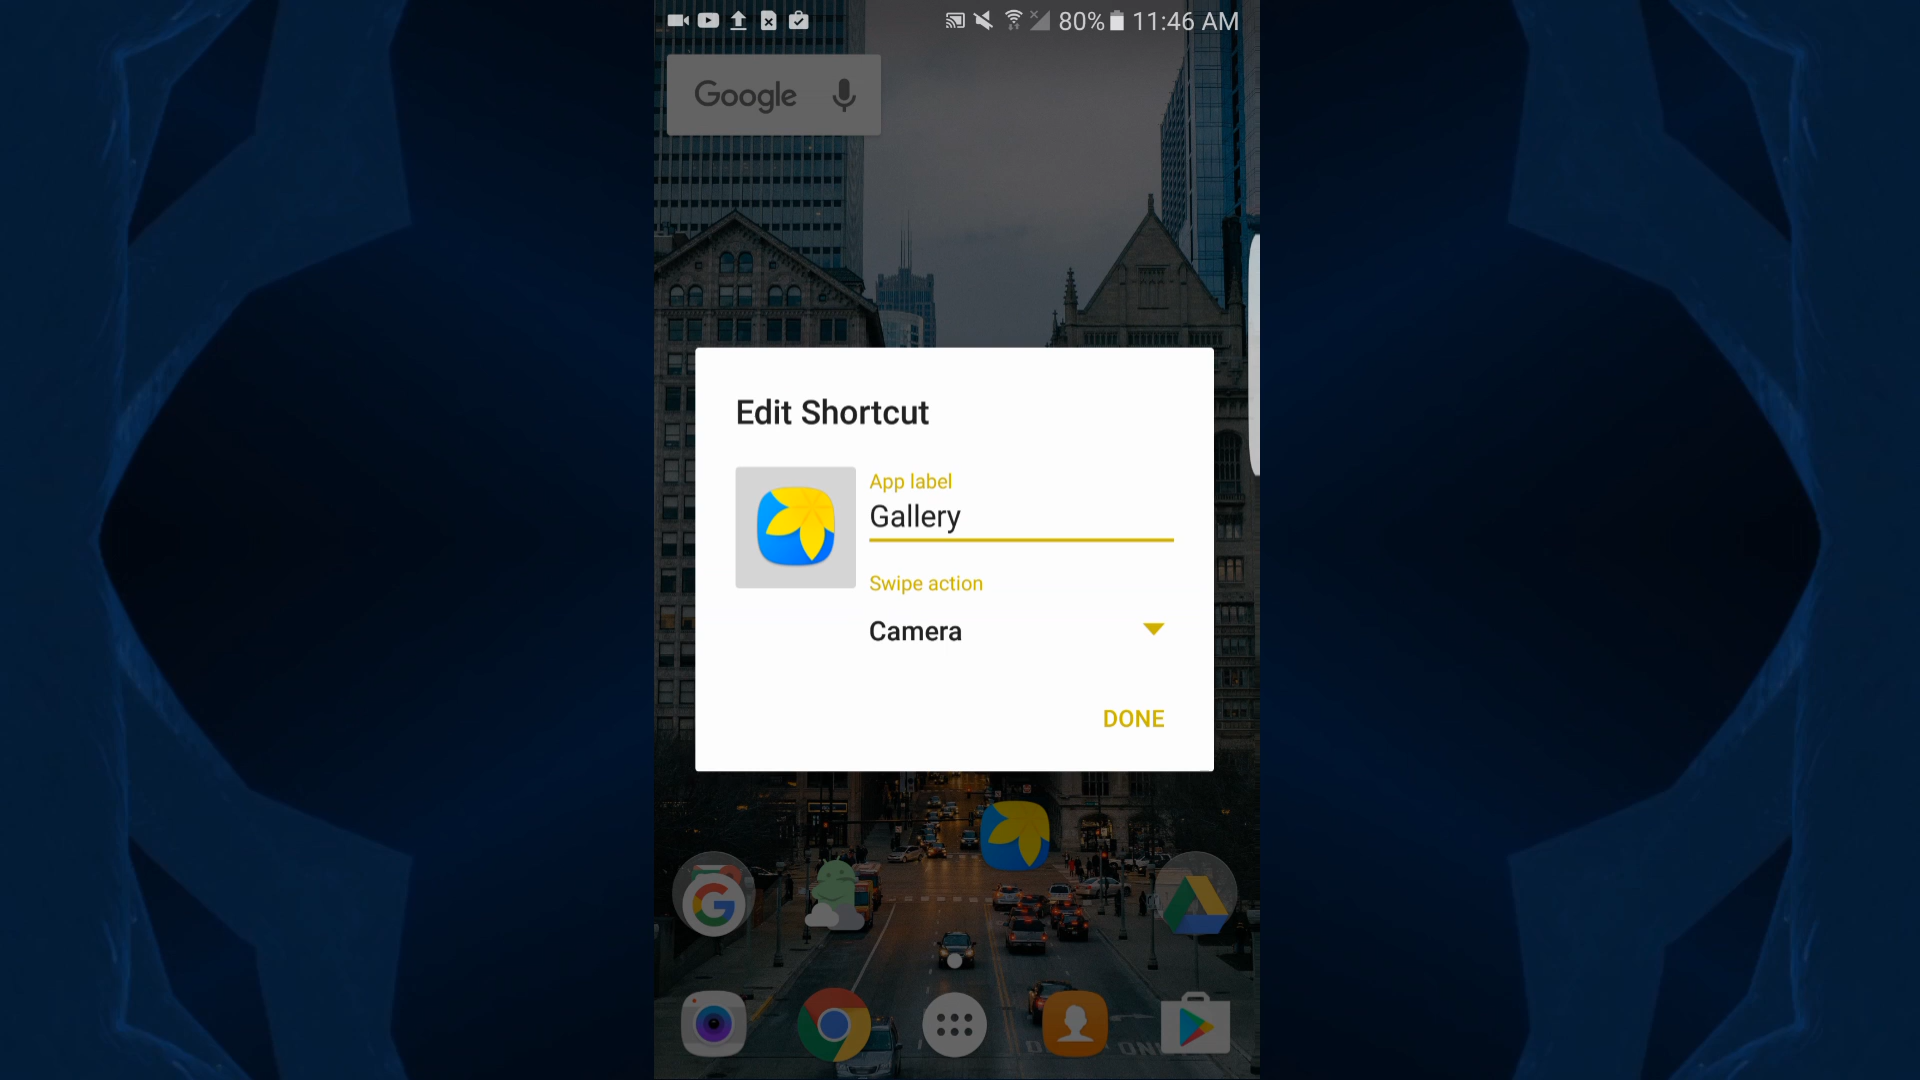 80% 11:46 AM
Google
Edit Shortcut
App label
Gallery
Swipe action
Camera
DONE